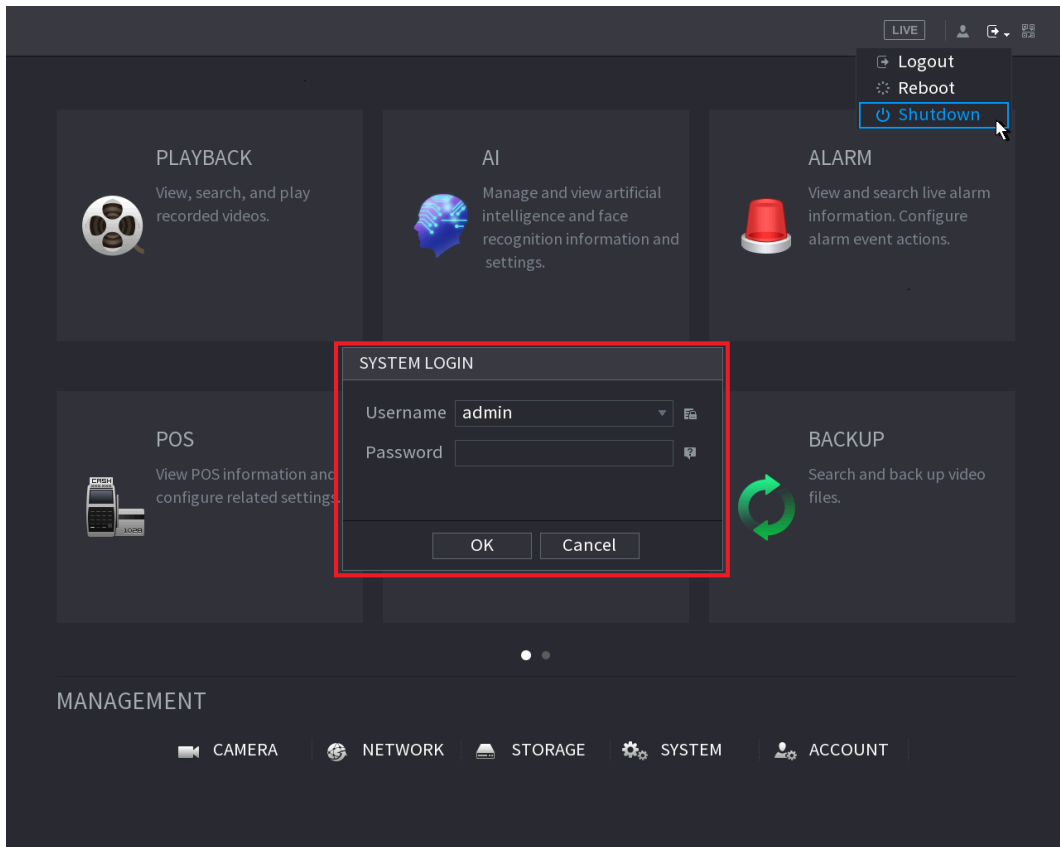 LIVE
Logout
Reboot
Shutdown
PLAYBACK
View, search, and play
recorded videos.
AI
Manage and view artificial
intelligence and face
recognition information and
settings.
ALARM
View and search live alarm
information. Configure
alarm event actions.
SYSTEM LOGIN
Username admin
Password
OK Cancel
POS
View POS information and
configure related settings.
CASH
1028
BACKUP
Search and back up video
files.
MANAGEMENT
CAMERA NETWORK STORAGE SYSTEM ACCOUNT